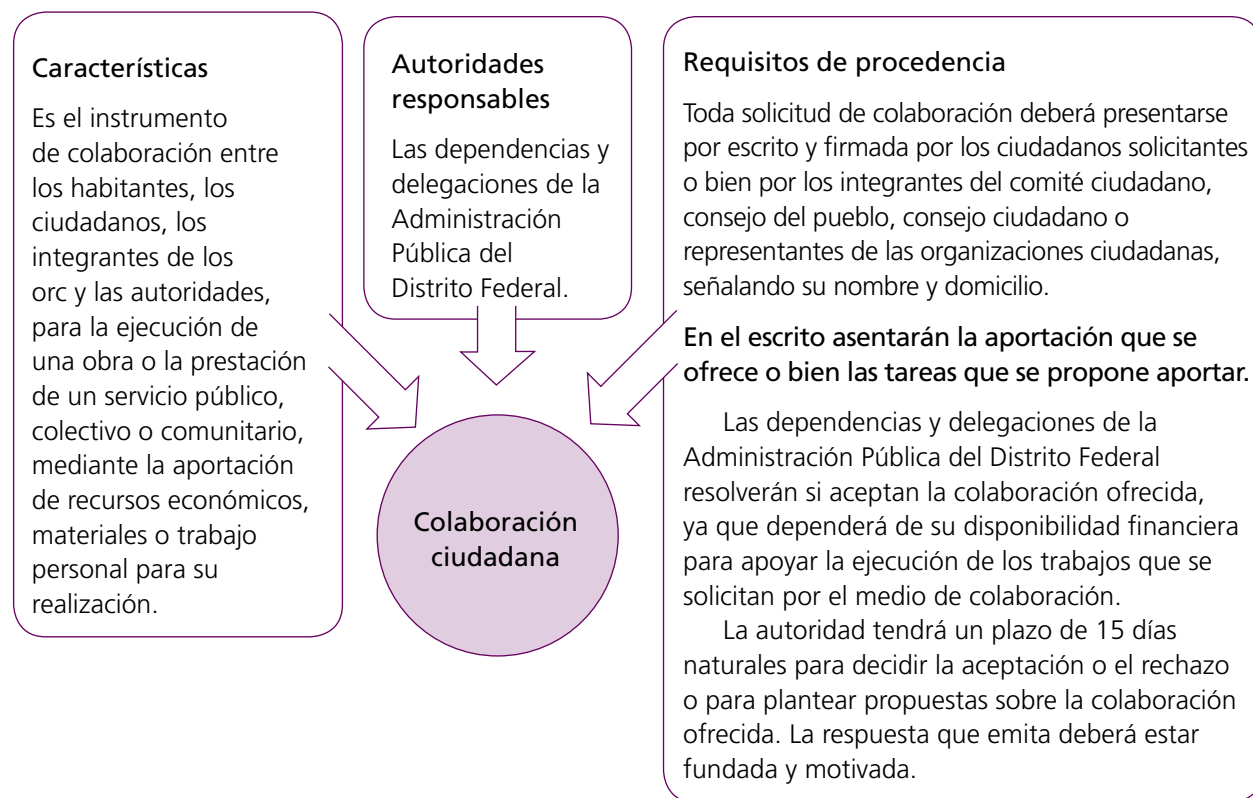 Características
Es el instrumento
de colaboración entre
los habitantes, los
ciudadanos, los
integrantes de los
orc y las autoridades,
para la ejecución de
una obra o la prestación
de un servicio público,
colectivo o comunitario,
mediante la aportación
de recursos económicos,
materiales o trabajo
personal para su
realización.
Autoridades
responsables
Las dependencias y
delegaciones de la
Administración
Pública del
Distrito Federal.
Requisitos de procedencia
Toda solicitud de colaboración deberá presentarse
por escrito y firmada por los ciudadanos solicitantes
o bien por los integrantes del comité ciudadano,
consejo del pueblo, consejo ciudadano o
representantes de las organizaciones ciudadanas,
señalando su nombre y domicilio.
En el escrito asentarán la aportación que se
ofrece o bien las tareas que se propone aportar.
Las dependencias y delegaciones de la
Administración Pública del Distrito Federal
resolverán si aceptan la colaboración ofrecida,
ya que dependerá de su disponibilidad financiera
para apoyar la ejecución de los trabajos que se
solicitan por el medio de colaboración.
La autoridad tendrá un plazo de 15 días
naturales para decidir la aceptación o el rechazo
o para plantear propuestas sobre la colaboración
ofrecida. La respuesta que emita deberá estar
fundada y motivada.
Colaboración
ciudadana